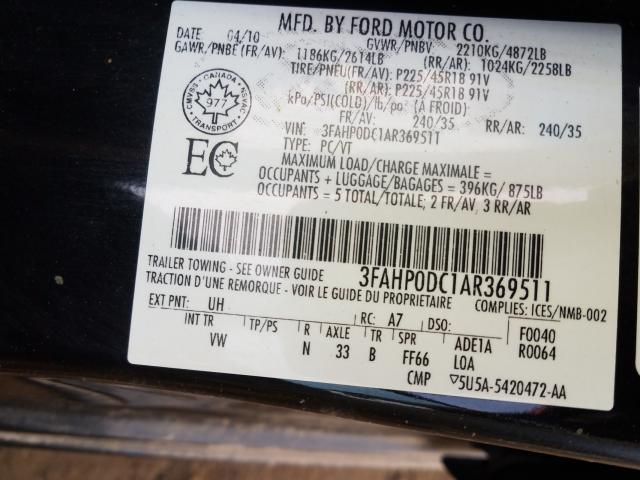 MFD. BY FORD MOTOR CO.
DATE 04/10 GVWR/PNBV 2210KG/4872LB
GAWR/PNBE (FR/AV) 1186KG/2614LB (RR/AR) 1024KG/2258LB
TIRE/PNEU(FR/AV) P225/45R18 91V
(RR/AR) P225/45R18 91V
kPa/PSI(COLD)/lb/po² (A FROID)
FR/AV 240/35 RR/AR: 240/35
CMVSS CANADA NSVAC
977
TRANSPORT
VIN: 3FAHP0DC1AR369511
TYPE: PC/VT
EC
MAXIMUM LOAD/CHARGE MAXIMALE =
OCCUPANTS + LUGGAGE/BAGAGES = 396KG/ 875LB
OCCUPANTS = 5 TOTAL/TOTALE; 2 FR/AV, 3 RR/AR
TRAILER TOWING - SEE OWNER GUIDE 3FAHP0DC1AR369511
TRACTION D'UNE REMORQUE - VOIR LE GUIDE DU PROPRIETAIRE
COMPLIES: ICES/NMB-002
EXT PNT: UH RC: A7 DSO: F0040
INT TR TP/PS R AXLE TR SPR ADE1A R0064
VW N 33 B FF66 LOA
CMP ▽5U5A-5420472-AA